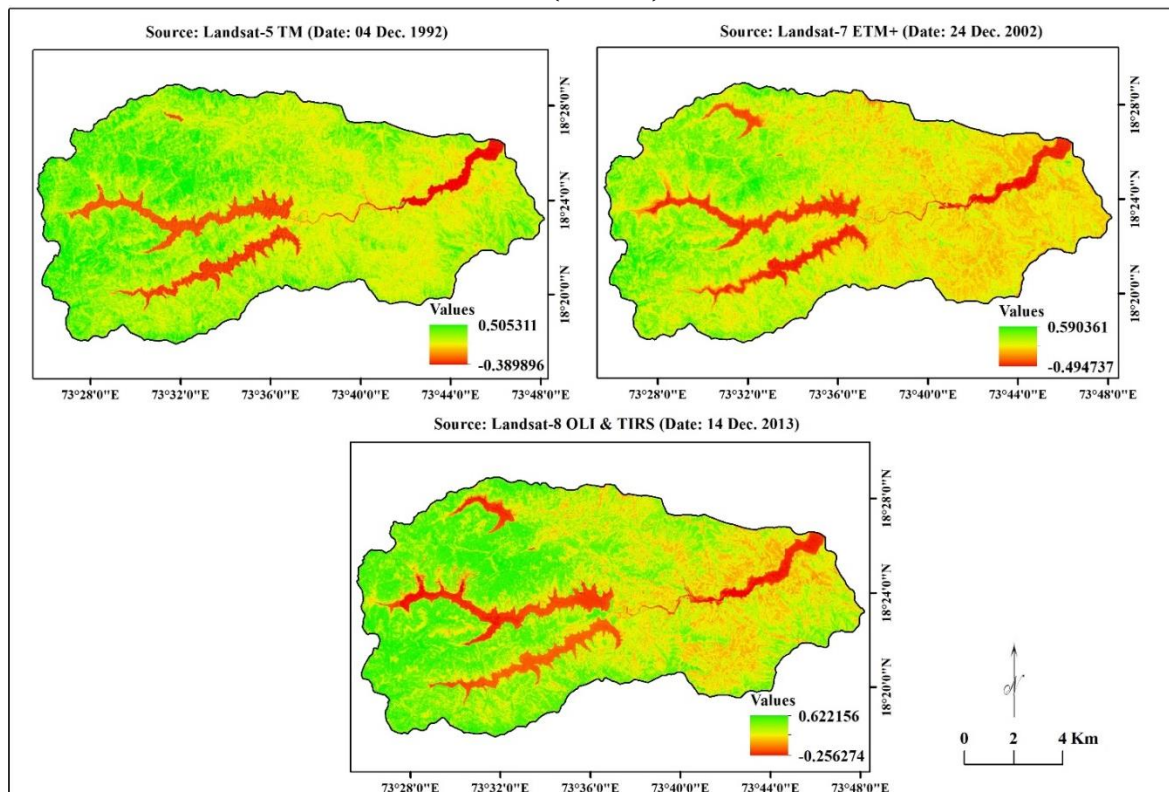 Source: Landsat-5 TM (Date: 04 Dec. 1992)
18°28'0"N
18°24'0"N
18°20'0"N
Values
0.505311
-0.389896
73°28'0"E 73°32'0"E 73°36'0"E 73°40'0"E 73°44'0"E 73°48'0"E
Source: Landsat-7 ETM+ (Date: 24 Dec. 2002)
18°28'0"N
18°24'0"N
18°20'0"N
Values
0.590361
-0.494737
73°28'0"E 73°32'0"E 73°36'0"E 73°40'0"E 73°44'0"E 73°48'0"E
Source: Landsat-8 OLI & TIRS (Date: 14 Dec. 2013)
18°28'0"N
18°24'0"N
18°20'0"N
Values
0.622156
-0.256274
73°28'0"E 73°32'0"E 73°36'0"E 73°40'0"E 73°44'0"E 73°48'0"E
N
0 2 4 Km